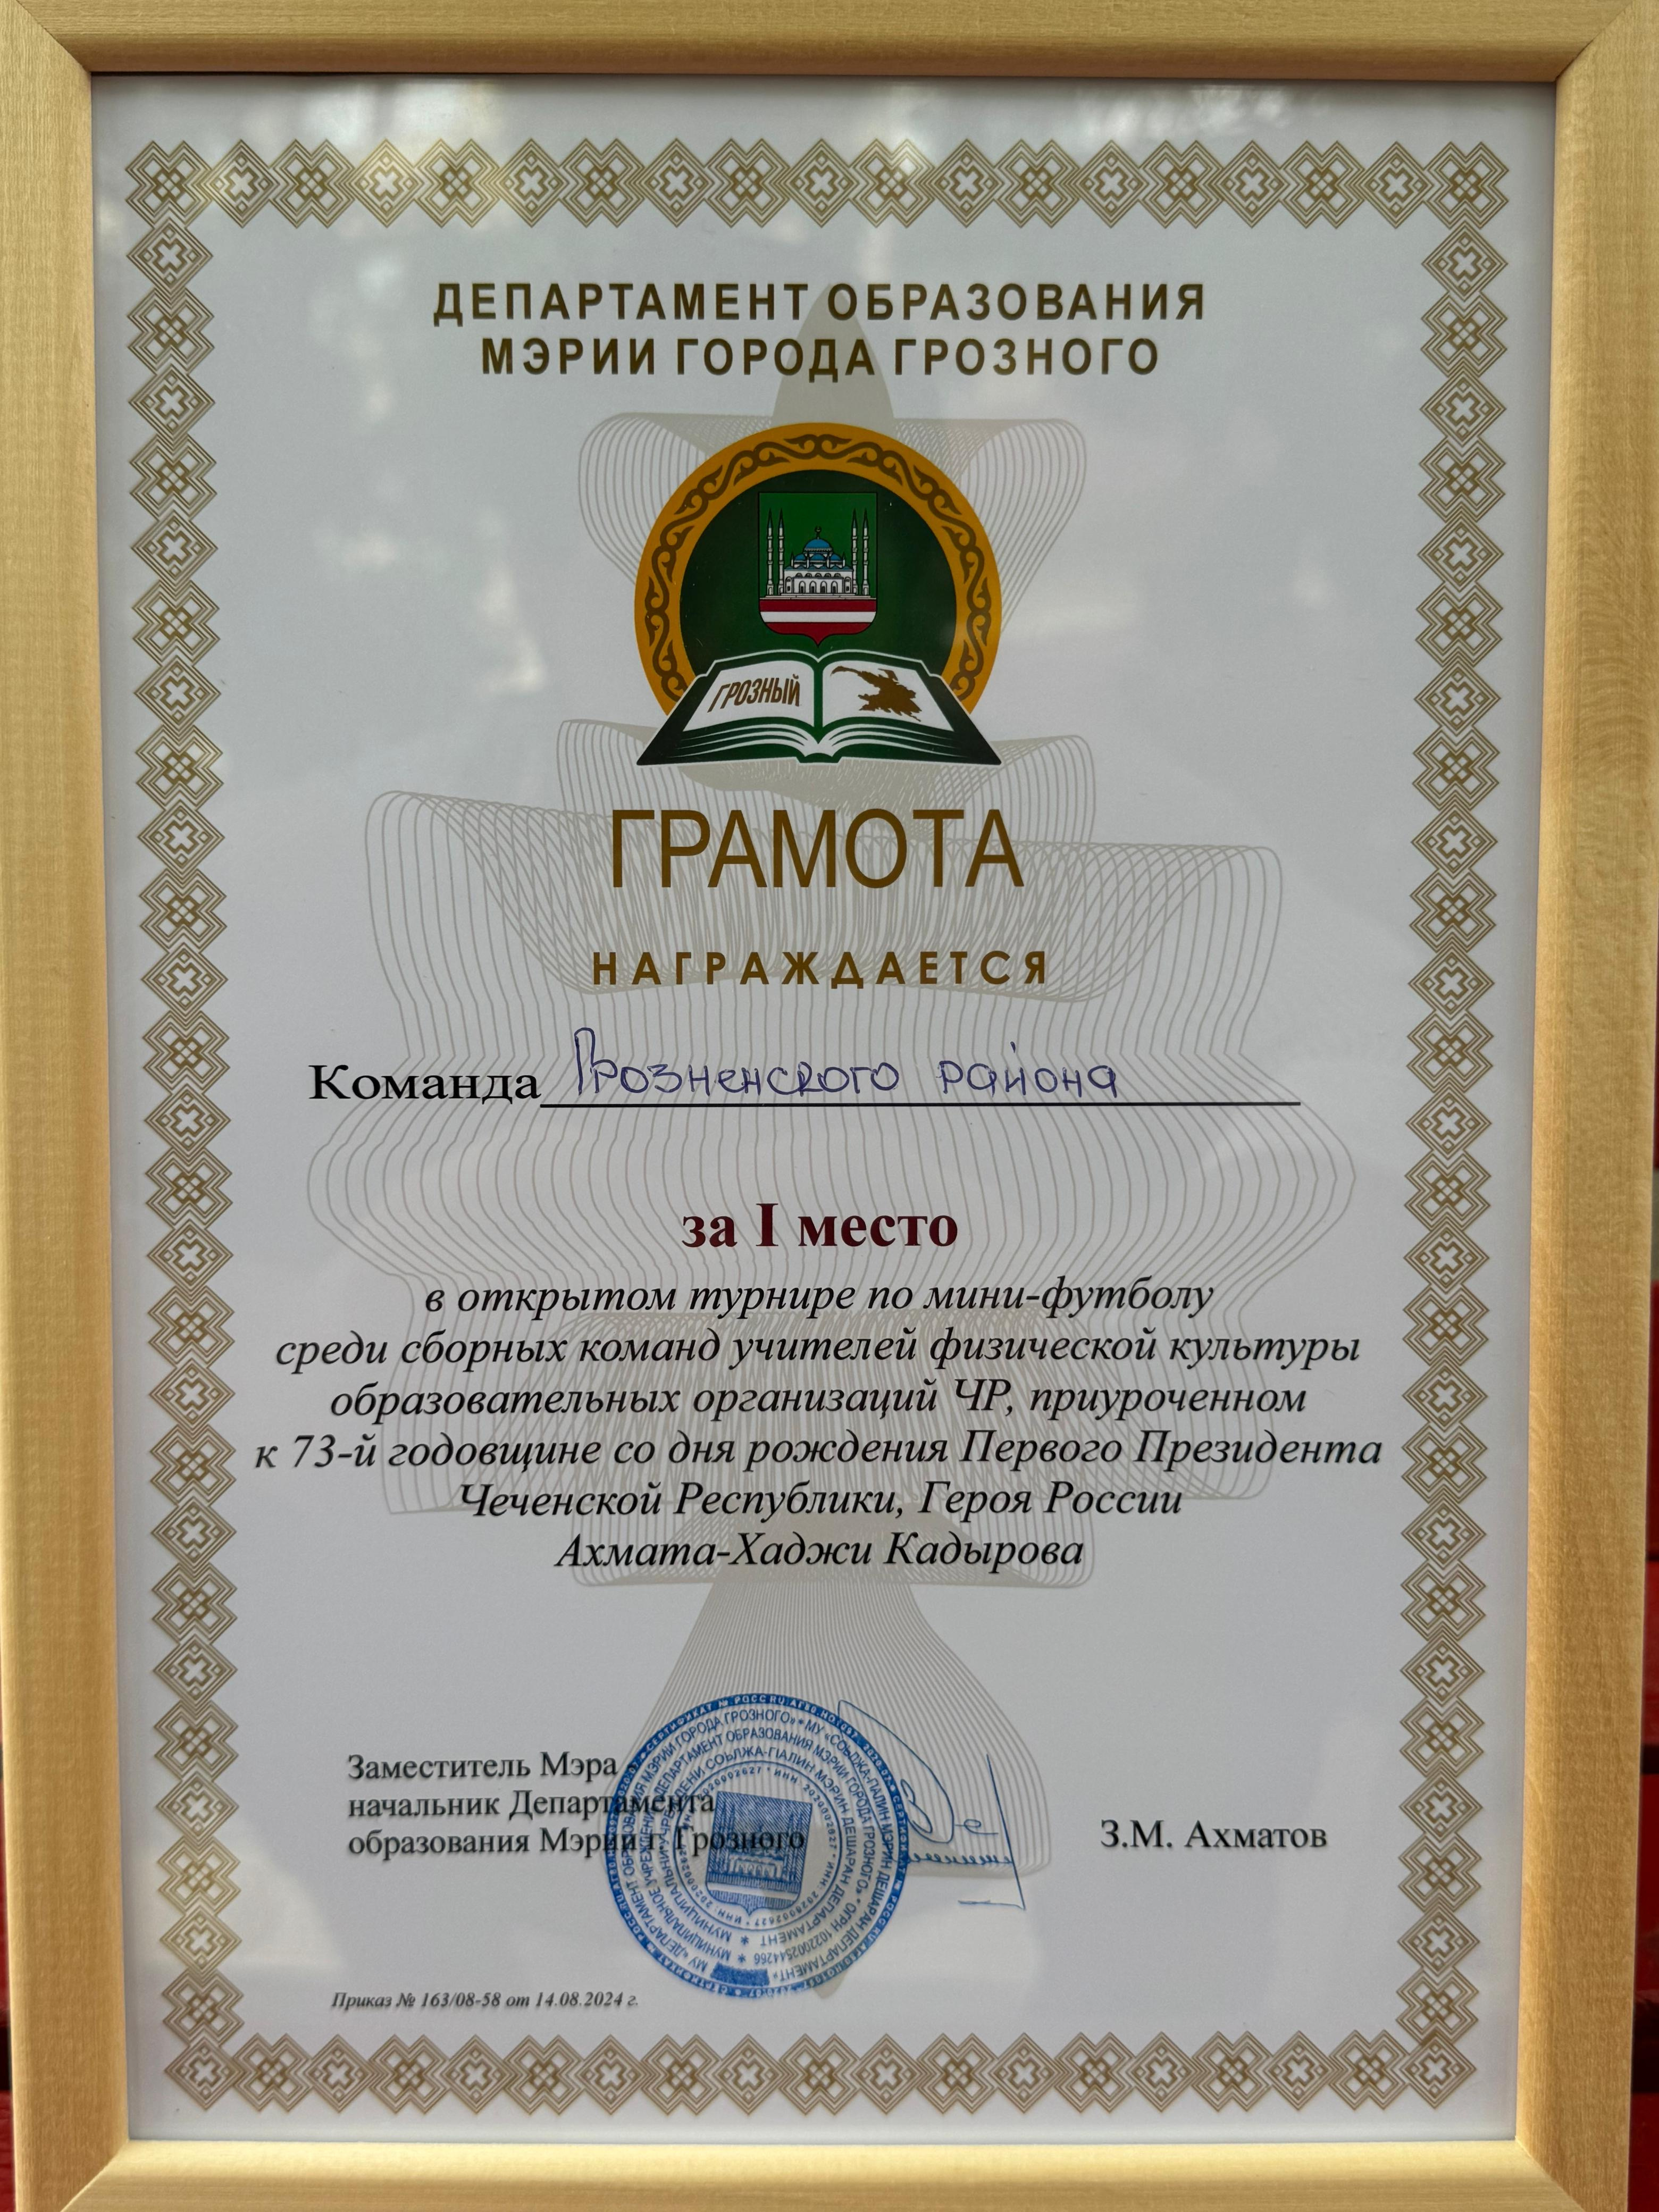 ДЕПАРТАМЕНТ ОБРАЗОВАНИЯ
МЭРИИ ГОРОДА ГРОЗНОГО
ГРОЗНЫЙ
ГРАМОТА
НАГРАЖДАЕТСЯ
Команда Грозненского района
за I место
в открытом турнире по мини-футболу
среди сборных команд учителей физической культуры
образовательных организаций ЧР, приуроченном
к 73-й годовщине со дня рождения Первого Президента
Чеченской Республики, Героя России
Ахмата-Хаджи Кадырова
Заместитель Мэра
начальник Департамента
образования Мэрии г. Грозного
З.М. Ахматов
Приказ № 163/08-58 от 14.08.2024 г.